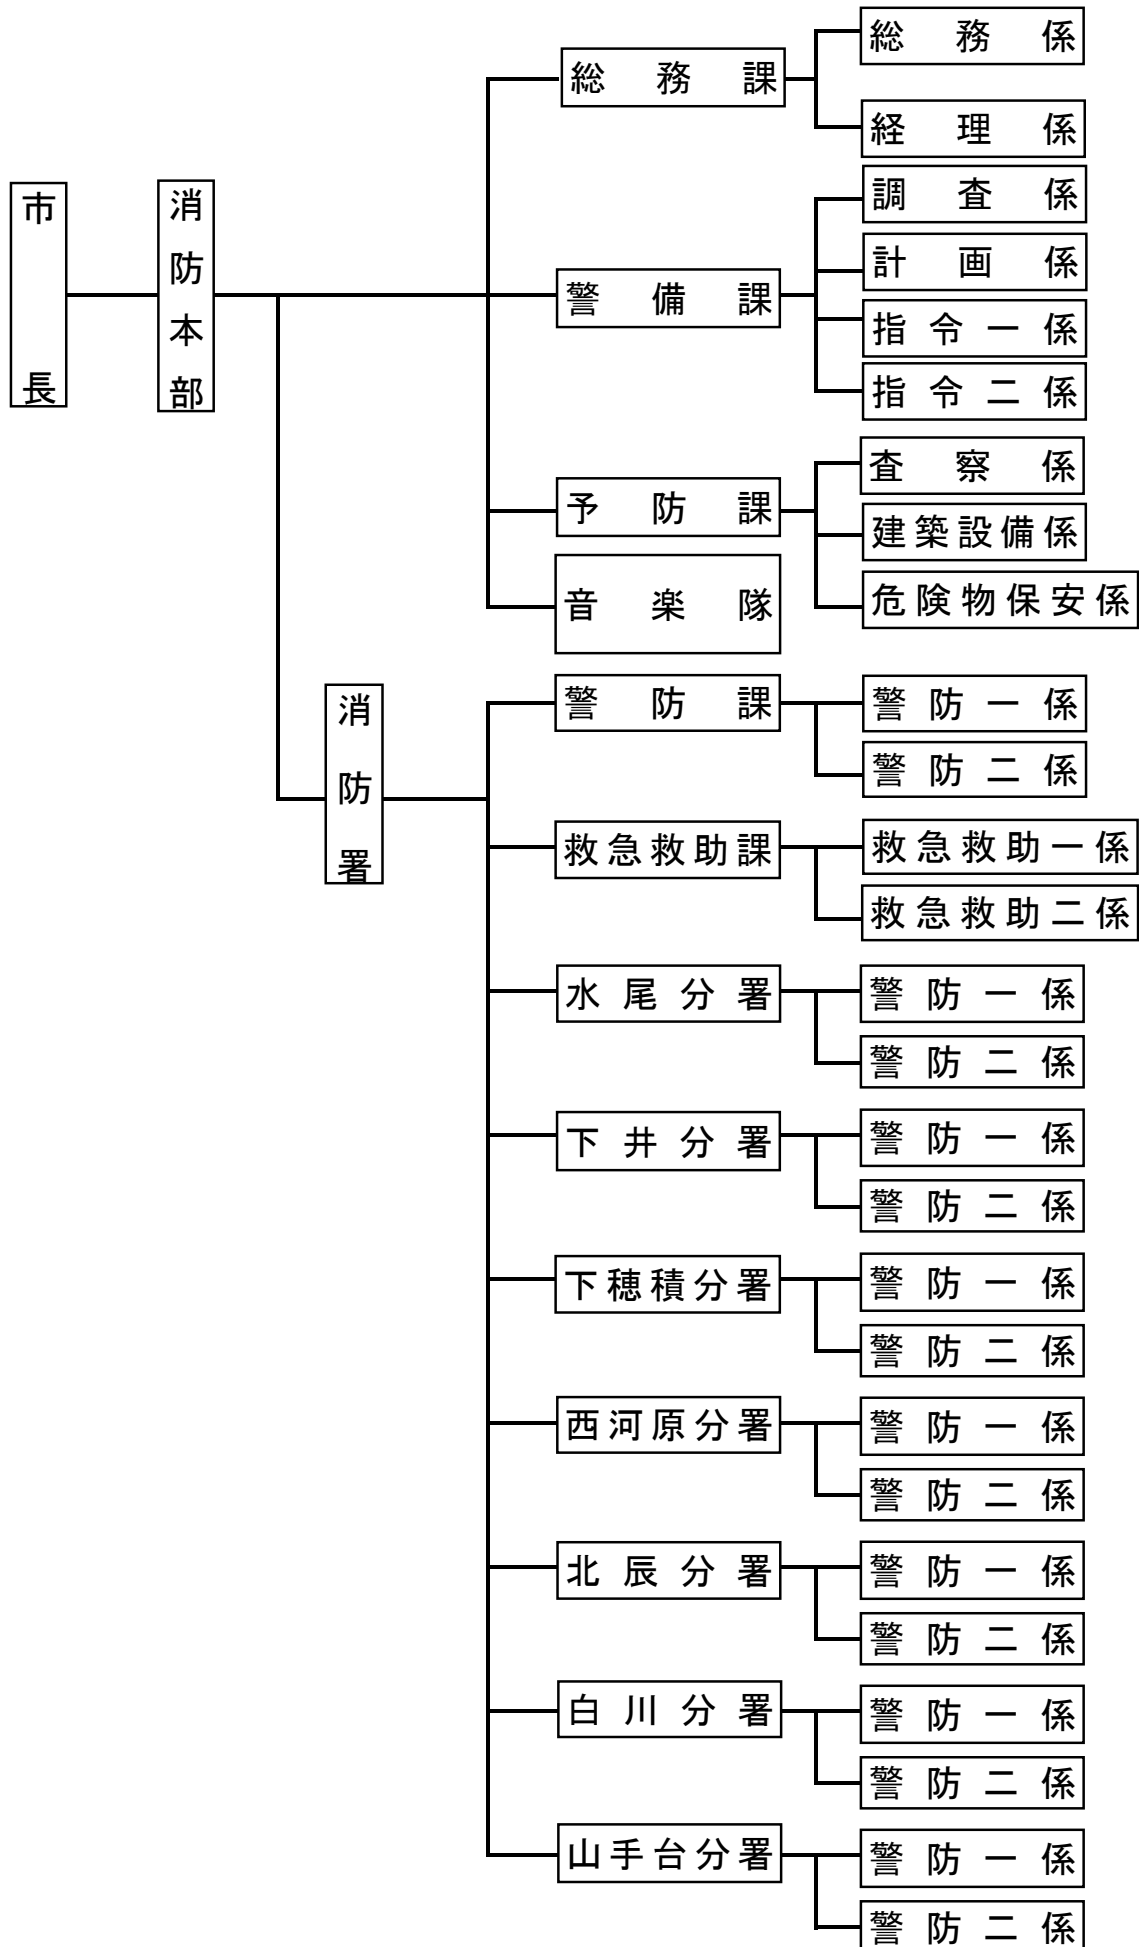 市長
消防本部
総務課
総務係
経理係
警備課
調査係
計画係
指令一係
指令二係
予防課
査察係
建築設備係
危険物保安係
音楽隊
消防署
警防課
警防一係
警防二係
救急救助課
救急救助一係
救急救助二係
水尾分署
警防一係
警防二係
下井分署
警防一係
警防二係
下穂積分署
警防一係
警防二係
西河原分署
警防一係
警防二係
北辰分署
警防一係
警防二係
白川分署
警防一係
警防二係
山手台分署
警防一係
警防二係